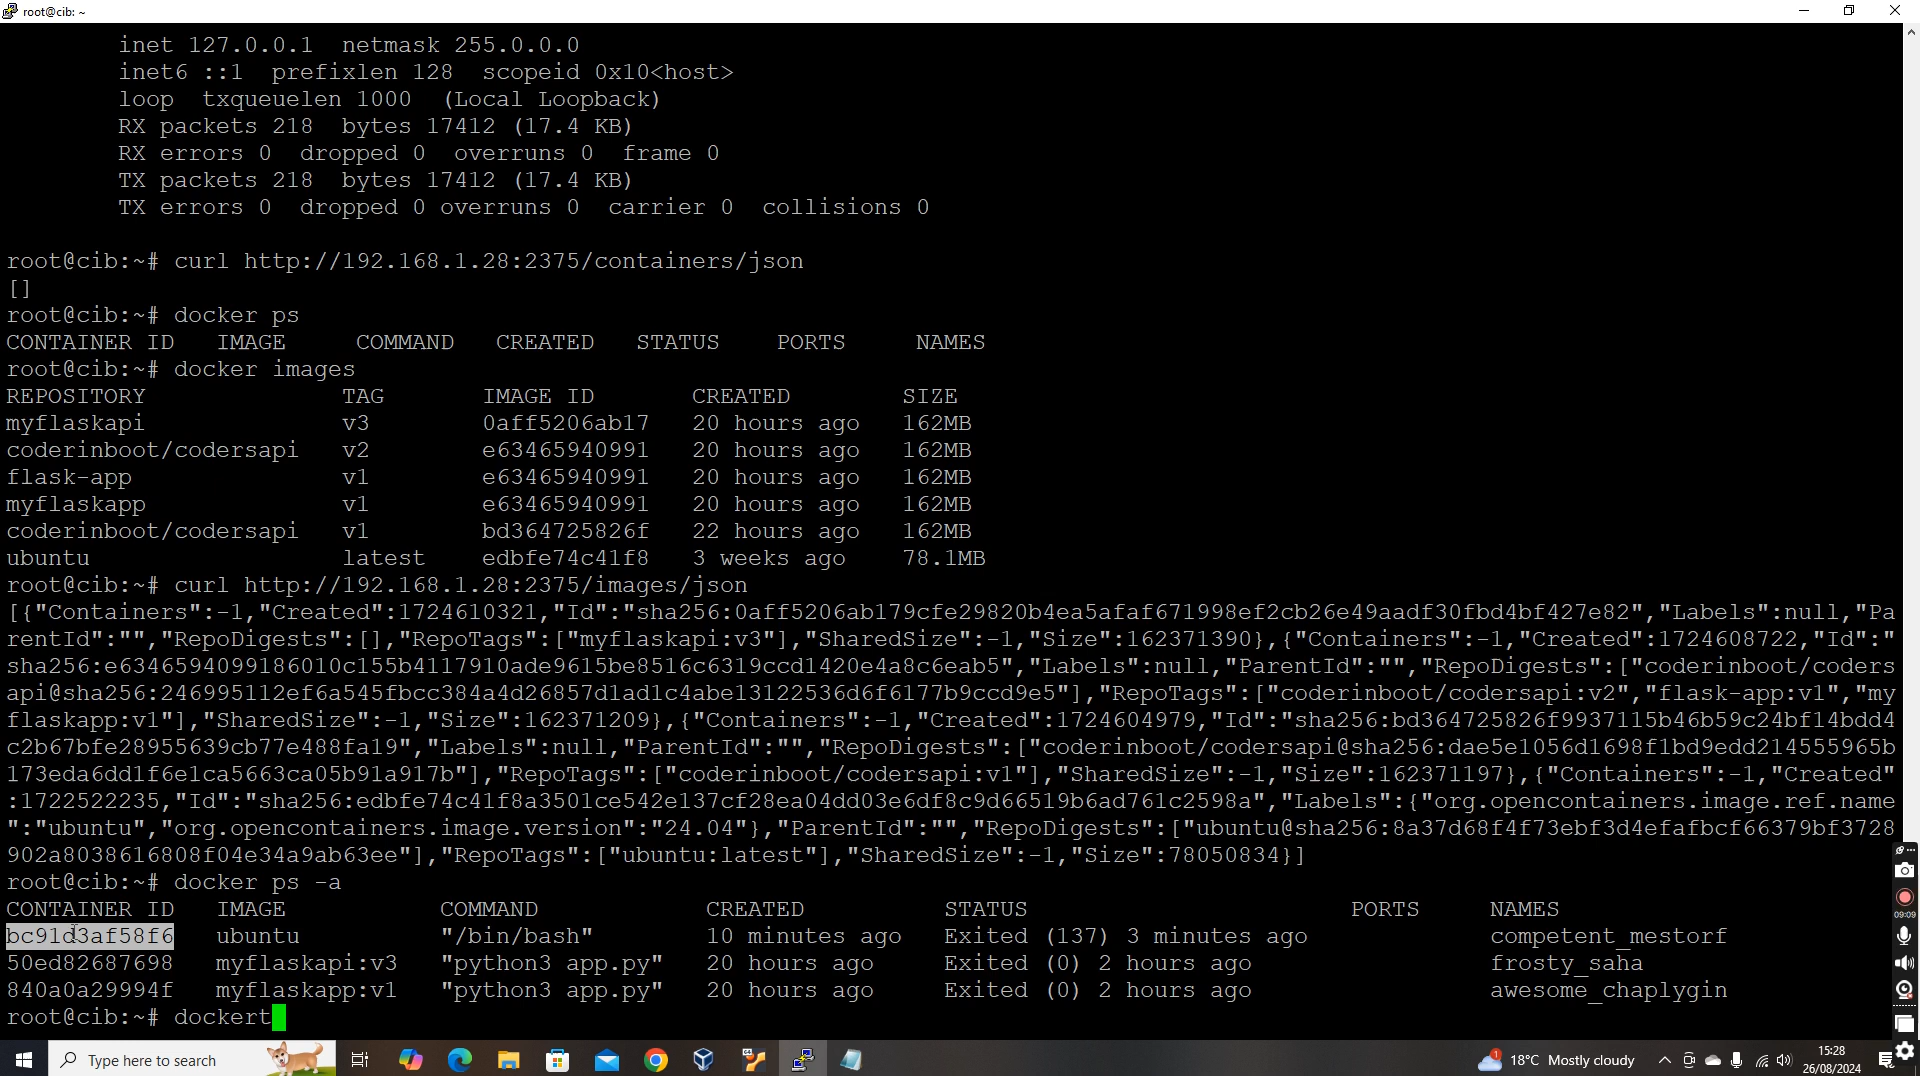 root@cib: ~
inet 127.0.0.1  netmask 255.0.0.0
inet6 ::1  prefixlen 128  scopeid 0x10<host>
loop  txqueuelen 1000  (Local Loopback)
RX packets 218  bytes 17412 (17.4 KB)
RX errors 0  dropped 0  overruns 0  frame 0
TX packets 218  bytes 17412 (17.4 KB)
TX errors 0  dropped 0 overruns 0  carrier 0  collisions 0
root@cib:~# curl http://192.168.1.28:2375/containers/json
[]
root@cib:~# docker ps
CONTAINER ID   IMAGE     COMMAND   CREATED   STATUS    PORTS     NAMES
root@cib:~# docker images
REPOSITORY              TAG       IMAGE ID       CREATED        SIZE
myflaskapi              v3        0aff5206ab17   20 hours ago   162MB
coderinboot/codersapi   v2        e63465940991   20 hours ago   162MB
flask-app               v1        e63465940991   20 hours ago   162MB
myflaskapp              v1        e63465940991   20 hours ago   162MB
coderinboot/codersapi   v1        bd364725826f   22 hours ago   162MB
ubuntu                  latest    edbfe74c41f8   3 weeks ago    78.1MB
root@cib:~# curl http://192.168.1.28:2375/images/json
[{"Containers":-1,"Created":1724610321,"Id":"sha256:0aff5206ab179cfe29820b4ea5afaf671998ef2cb26e49aadf30fbd4bf427e82","Labels":null,"Pa
rentId":"","RepoDigests":[],"RepoTags":["myflaskapi:v3"],"SharedSize":-1,"Size":162371390},{"Containers":-1,"Created":1724608722,"Id":"
sha256:e6346594099186010c155b4117910ade9615be8516c6319ccd1420e4a8c6eab5","Labels":null,"ParentId":"","RepoDigests":["coderinboot/coders
api@sha256:246995112ef6a545fbcc384a4d26857d1ad1c4abe13122536d6f6177b9ccd9e5"],"RepoTags":["coderinboot/codersapi:v2","flask-app:v1","my
flaskapp:v1"],"SharedSize":-1,"Size":162371209},{"Containers":-1,"Created":1724604979,"Id":"sha256:bd364725826f9937115b46b59c24bf14bdd4
c2b67bfe28955639cb77e488fa19","Labels":null,"ParentId":"","RepoDigests":["coderinboot/codersapi@sha256:dae5e1056d1698f1bd9edd214555965b
173eda6dd1f6e1ca5663ca05b91a917b"],"RepoTags":["coderinboot/codersapi:v1"],"SharedSize":-1,"Size":162371197},{"Containers":-1,"Created"
:1722522235,"Id":"sha256:edbfe74c41f8a3501ce542e137cf28ea04dd03e6df8c9d66519b6ad761c2598a","Labels":{"org.opencontainers.image.ref.name
":"ubuntu","org.opencontainers.image.version":"24.04"},"ParentId":"","RepoDigests":["ubuntu@sha256:8a37d68f4f73ebf3d4efafbcf66379bf3728
902a8038616808f04e34a9ab63ee"],"RepoTags":["ubuntu:latest"],"SharedSize":-1,"Size":78050834}]
root@cib:~# docker ps -a
CONTAINER ID   IMAGE           COMMAND            CREATED          STATUS                       PORTS     NAMES
bc91d3af58f6   ubuntu          "/bin/bash"        10 minutes ago   Exited (137) 3 minutes ago             competent_mestorf
50ed82687698   myflaskapi:v3   "python3 app.py"   20 hours ago     Exited (0) 2 hours ago                 frosty_saha
840a0a29994f   myflaskapp:v1   "python3 app.py"   20 hours ago     Exited (0) 2 hours ago                 awesome_chaplygin
root@cib:~# dockert
09:09
Type here to search
1
18°C  Mostly cloudy
15:28
26/08/2024